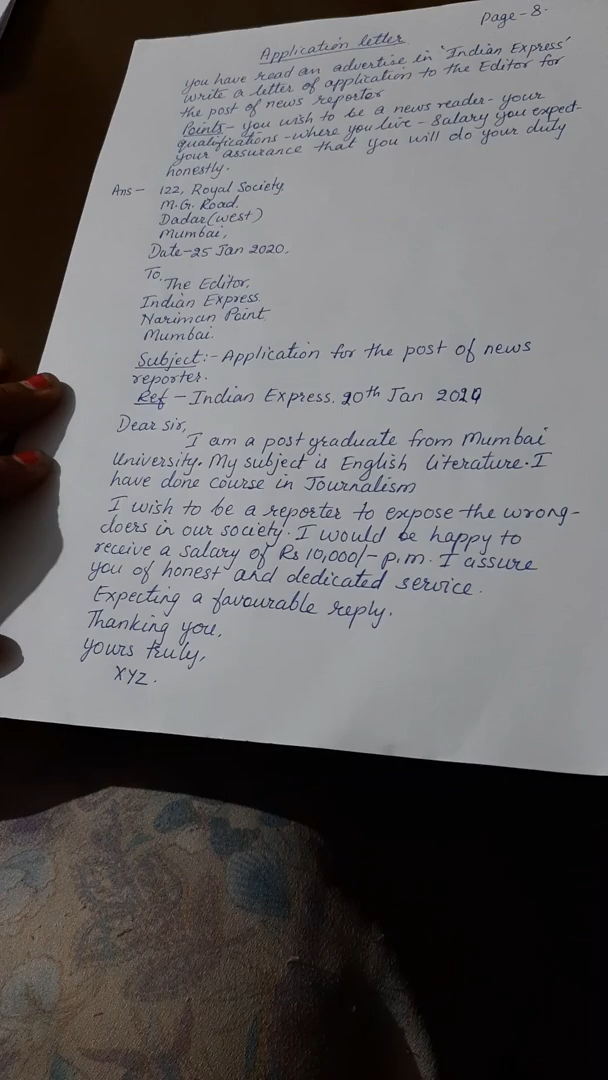 Page-8.
Application letter
you have read an advertise in 'Indian Express'
write a letter of application to the Editor for
the post of news reporter
Points- you wish to be a news reader- your
qualifications -where you live - Salary you expect-
your assurance that you will do your duty
honestly.
Ans - 122, Royal Society.
M.G. Road.
Dadar(west)
Mumbai,
Date-25 Jan 2020.
To,
The Editor,
Indian Express.
Nariman Point
Mumbai.
Subject:- Application for the post of news
reporter.
Ref - Indian Express. 20th Jan 2020
Dear sir,
I am a post graduate from Mumbai
University. My subject is English literature. I
have done course in Journalism
I wish to be a reporter to expose the wrong-
doers in our society. I would be happy to
receive a salary of Rs 10,000/- p.m. I assure
you of honest and dedicated service.
Expecting a favourable reply.
Thanking you,
yours truly,
XYZ.